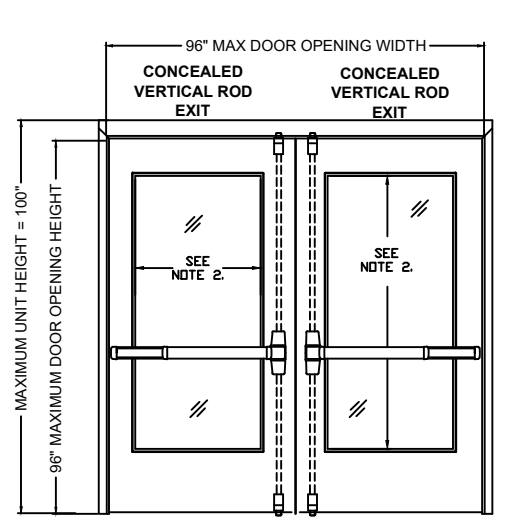 96" MAX DOOR OPENING WIDTH
CONCEALED
VERTICAL ROD
EXIT
CONCEALED
VERTICAL ROD
EXIT
MAXIMUM UNIT HEIGHT = 100"
96" MAXIMUM DOOR OPENING HEIGHT
SEE
NOTE 2.
SEE
NOTE 2.